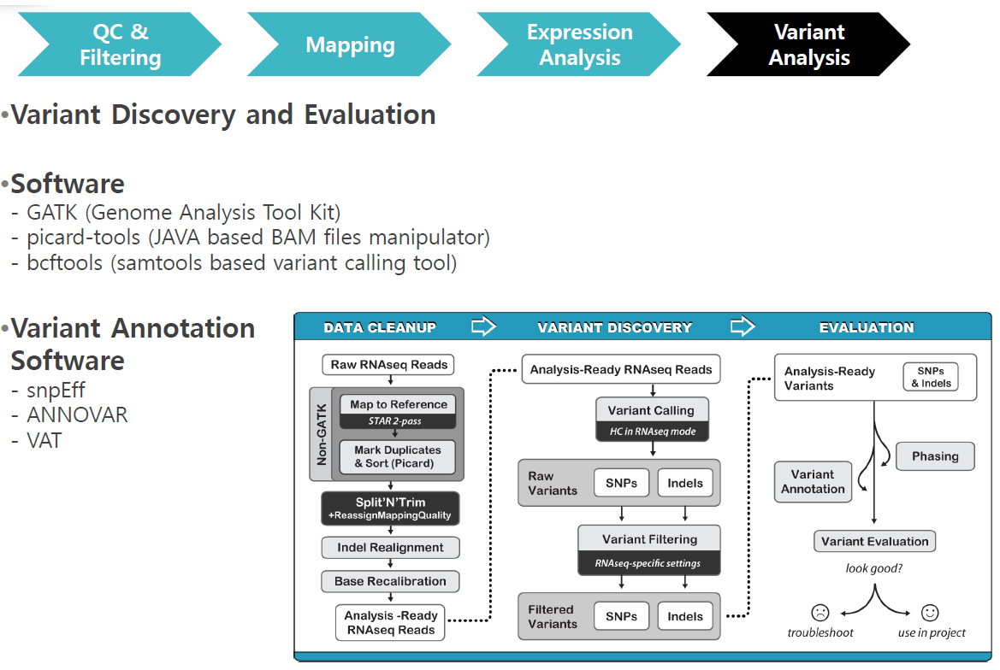 QC &
Filtering
Mapping
Expression
Analysis
Variant
Analysis
•Variant Discovery and Evaluation
•Software
- GATK (Genome Analysis Tool Kit)
- picard-tools (JAVA based BAM files manipulator)
- bcftools (samtools based variant calling tool)
•Variant Annotation
Software
- snpEff
- ANNOVAR
- VAT
DATA CLEANUP
VARIANT DISCOVERY
EVALUATION
Raw RNAseq Reads
Non-GATK
Map to Reference
STAR 2-pass
Mark Duplicates
& Sort (Picard)
Split'N'Trim
+ReassignMappingQuality
Indel Realignment
Base Recalibration
Analysis -Ready
RNAseq Reads
Analysis-Ready RNAseq Reads
Variant Calling
HC in RNAseq mode
Raw
Variants
SNPs
Indels
Variant Filtering
RNAseq-specific settings
Filtered
Variants
SNPs
Indels
Analysis-Ready
Variants
SNPs
& Indels
Phasing
Variant
Annotation
Variant Evaluation
look good?
troubleshoot
use in project